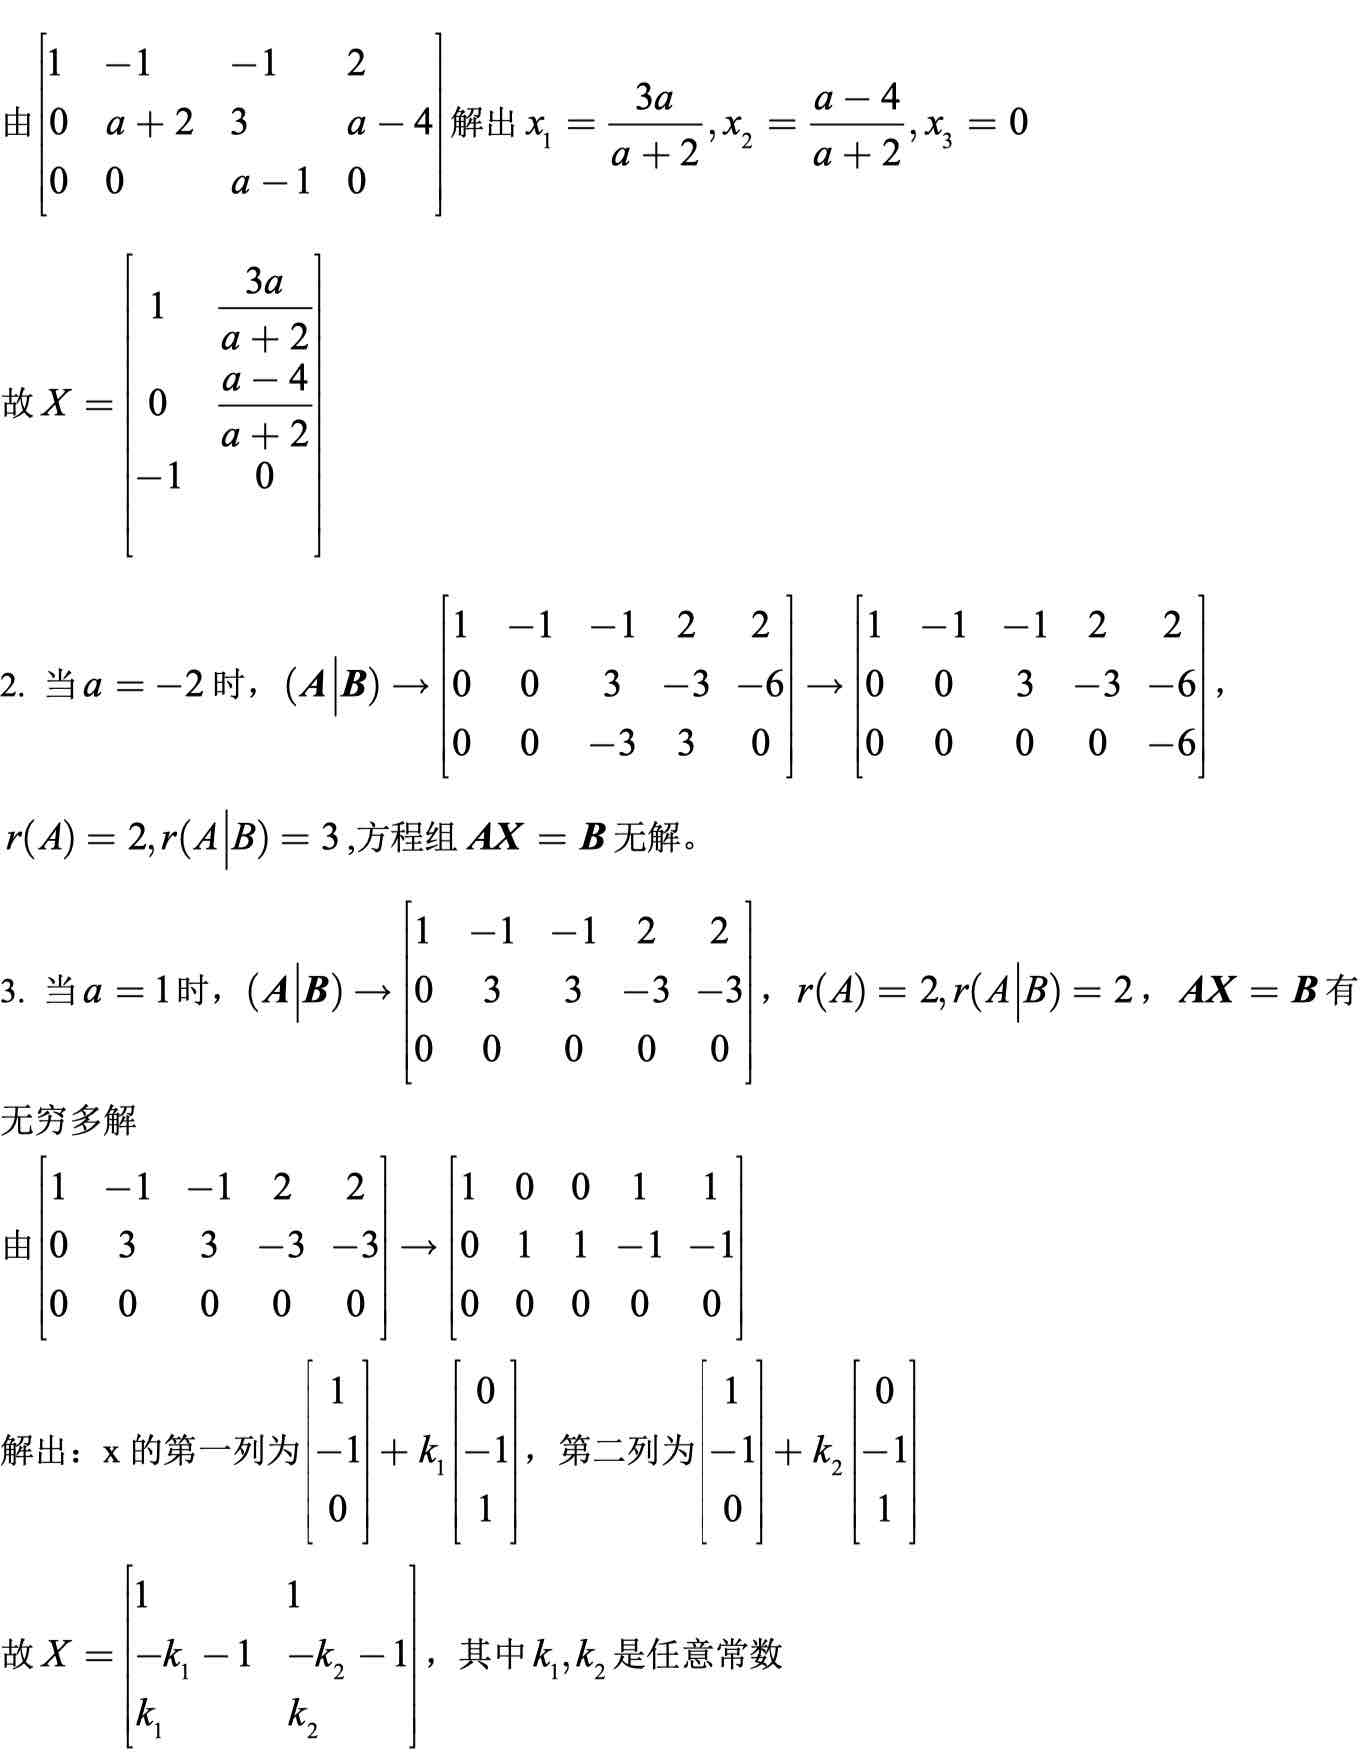 由 \begin{bmatrix} 1 & -1 & -1 & 2 \\ 0 & a+2 & 3 & a-4 \\ 0 & 0 & a-1 & 0 \end{bmatrix} 解出 x_1 = \frac{3a}{a+2}, x_2 = \frac{a-4}{a+2}, x_3 = 0
故 X = \begin{bmatrix} 1 & \frac{3a}{a+2} \\ 0 & \frac{a-4}{a+2} \\ -1 & 0 \end{bmatrix}
2. 当 a = -2 时，(A|B) → \begin{bmatrix} 1 & -1 & -1 & 2 & 2 \\ 0 & 0 & 3 & -3 & -6 \\ 0 & 0 & -3 & 3 & 0 \end{bmatrix} → \begin{bmatrix} 1 & -1 & -1 & 2 & 2 \\ 0 & 0 & 3 & -3 & -6 \\ 0 & 0 & 0 & 0 & -6 \end{bmatrix}，
r(A) = 2, r(A|B) = 3 ,方程组 AX = B 无解。
3. 当 a = 1 时，(A|B) → \begin{bmatrix} 1 & -1 & -1 & 2 & 2 \\ 0 & 3 & 3 & -3 & -3 \\ 0 & 0 & 0 & 0 & 0 \end{bmatrix}，r(A) = 2, r(A|B) = 2，AX = B 有
无穷多解
由 \begin{bmatrix} 1 & -1 & -1 & 2 & 2 \\ 0 & 3 & 3 & -3 & -3 \\ 0 & 0 & 0 & 0 & 0 \end{bmatrix} → \begin{bmatrix} 1 & 0 & 0 & 1 & 1 \\ 0 & 1 & 1 & -1 & -1 \\ 0 & 0 & 0 & 0 & 0 \end{bmatrix}
解出：x 的第一列为 \begin{bmatrix} 1 \\ -1 \\ 0 \end{bmatrix} + k_1 \begin{bmatrix} 0 \\ -1 \\ 1 \end{bmatrix}，第二列为 \begin{bmatrix} 1 \\ -1 \\ 0 \end{bmatrix} + k_2 \begin{bmatrix} 0 \\ -1 \\ 1 \end{bmatrix}
故 X = \begin{bmatrix} 1 & 1 \\ -k_1 - 1 & -k_2 - 1 \\ k_1 & k_2 \end{bmatrix}，其中 k_1, k_2 是任意常数